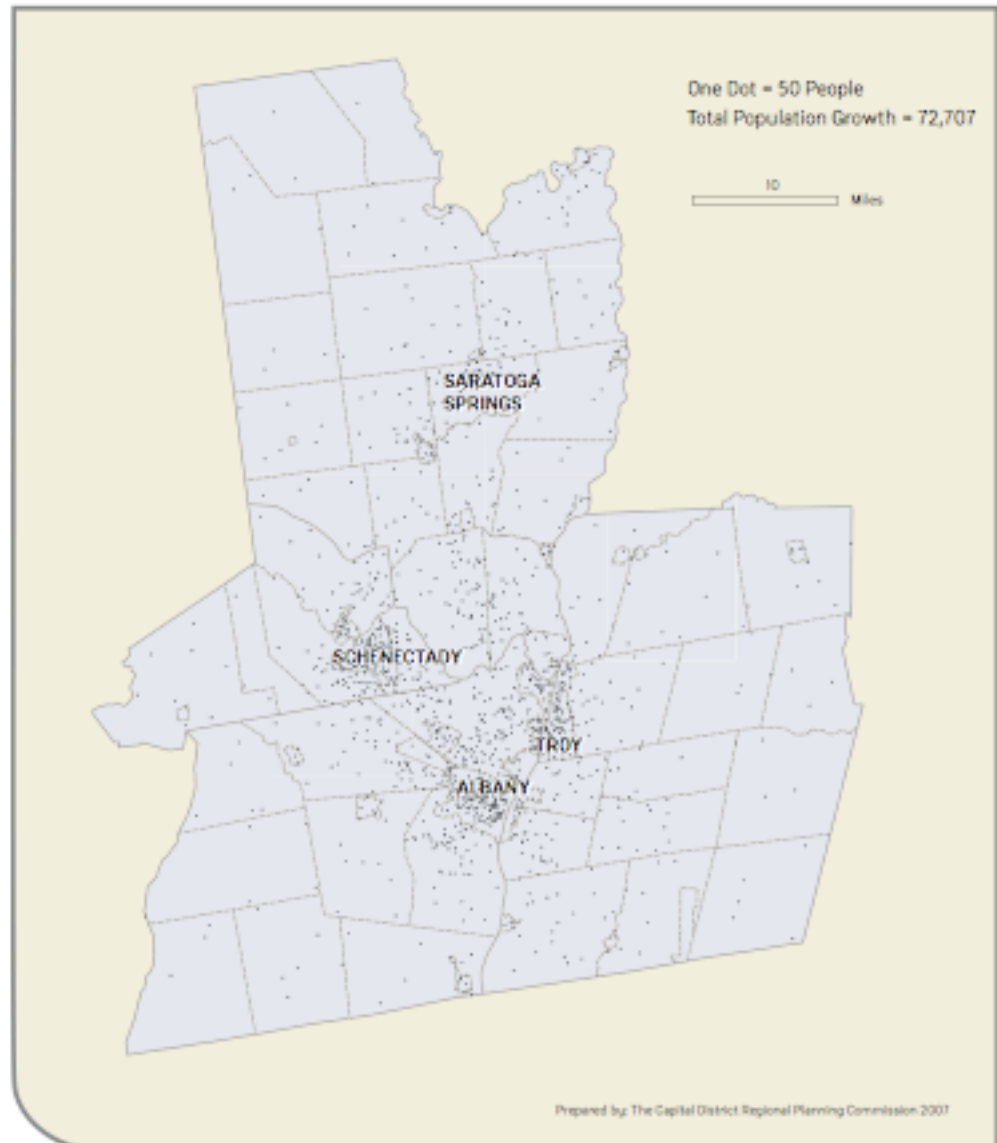 One Dot = 50 People
Total Population Growth = 72,707
10
Miles
SARATOGA
SPRINGS
SCHENECTADY
TROY
ALBANY
Prepared by: The Capital District Regional Planning Commission 2007